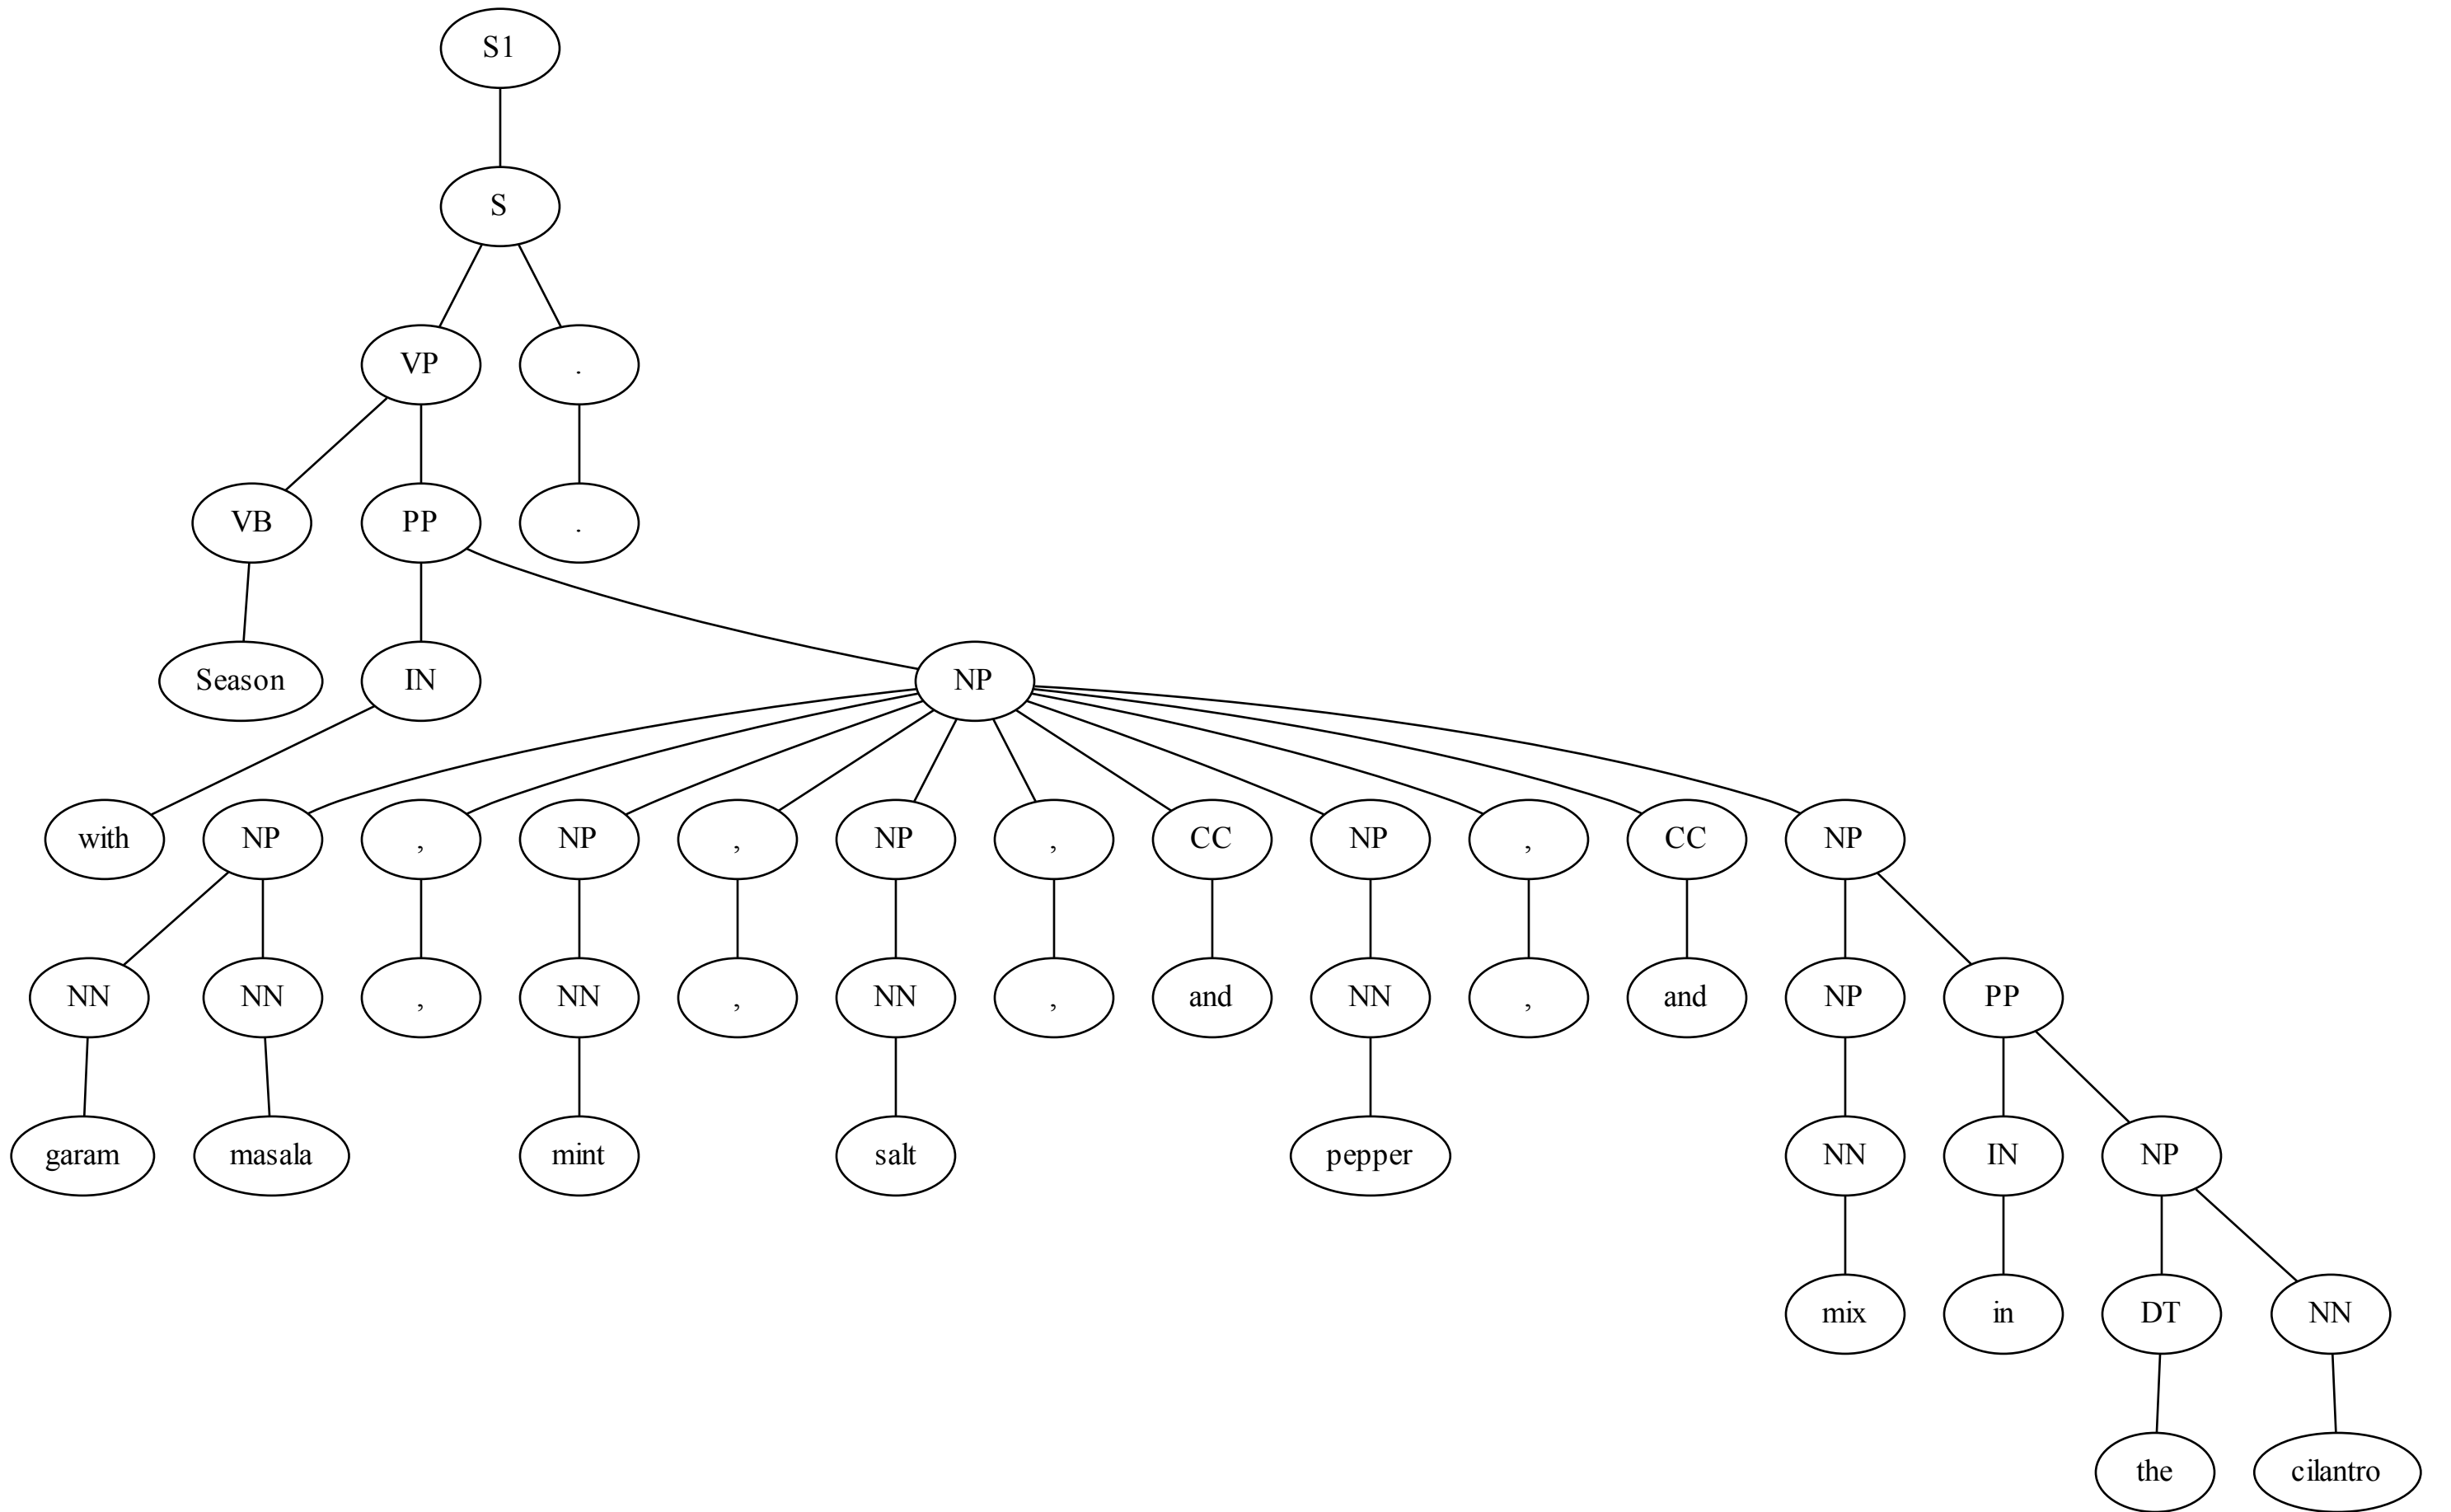 S1
S
VP .
VB PP .
Season IN NP
with NP , NP , NP , CC NP , CC NP
NN NN , NN , NN , and NN , and NP PP
garam masala mint salt pepper NN IN NP
mix in DT NN
the cilantro